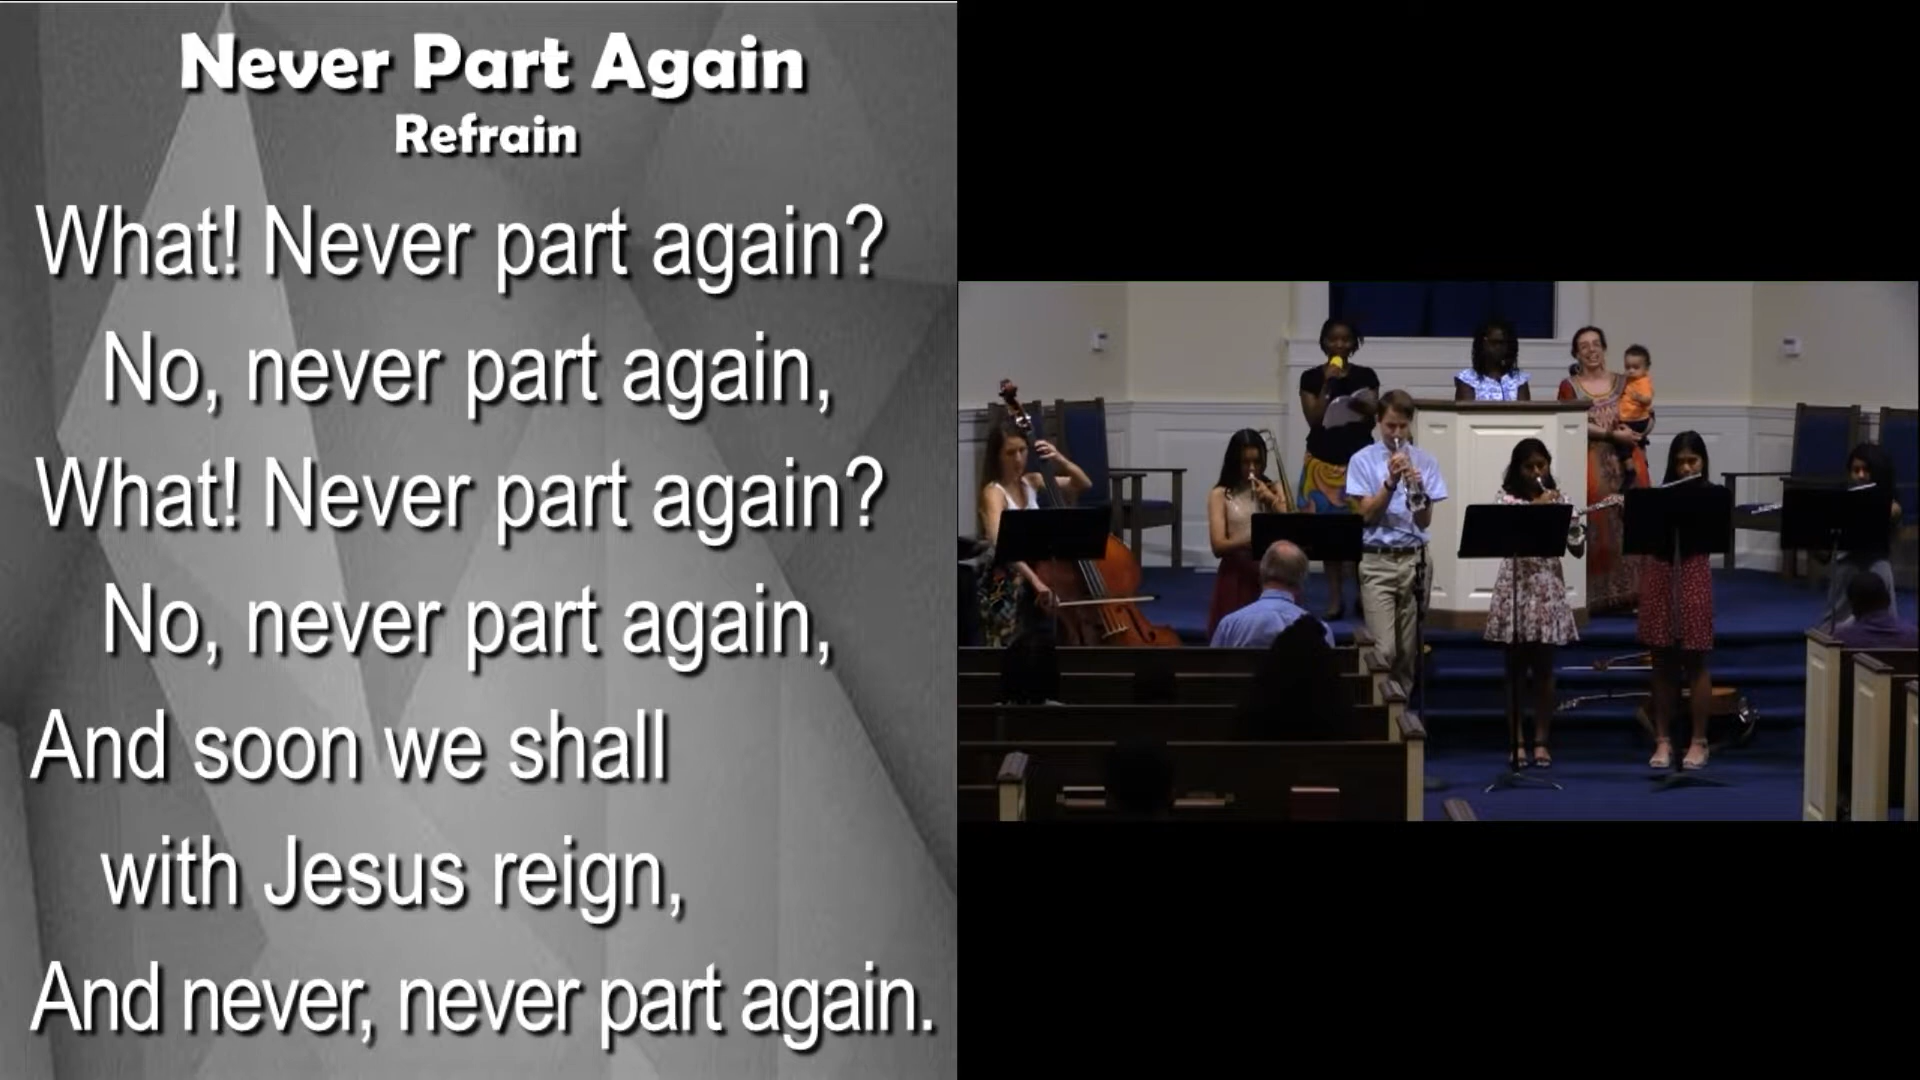 Never Part Again
Refrain
What! Never part again?
No, never part again,
What! Never part again?
No, never part again,
And soon we shall
with Jesus reign,
And never, never part again.